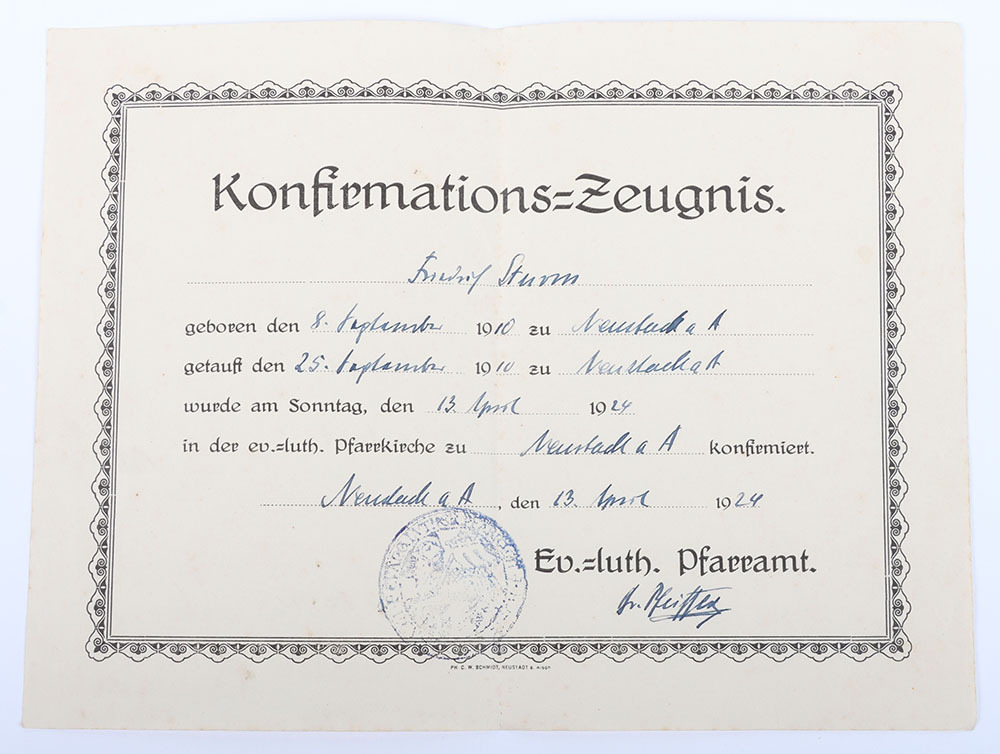 Konfirmations=Zeugnis.
Friedrich Sturm
geboren den 8. September 1910 zu Neustadt a A
getauft den 25. September 1910 zu Neustadt a A
wurde am Sonntag, den 13. April 1924
in der ev.=luth. Pfarrkirche zu Neustadt a A konfirmiert.
Neustadt a A, den 13. April 1924
Ev.=luth. Pfarramt.
Dr. Pfeiffer
C. W. SCHMIDT, NEUSTADT a. Aisch